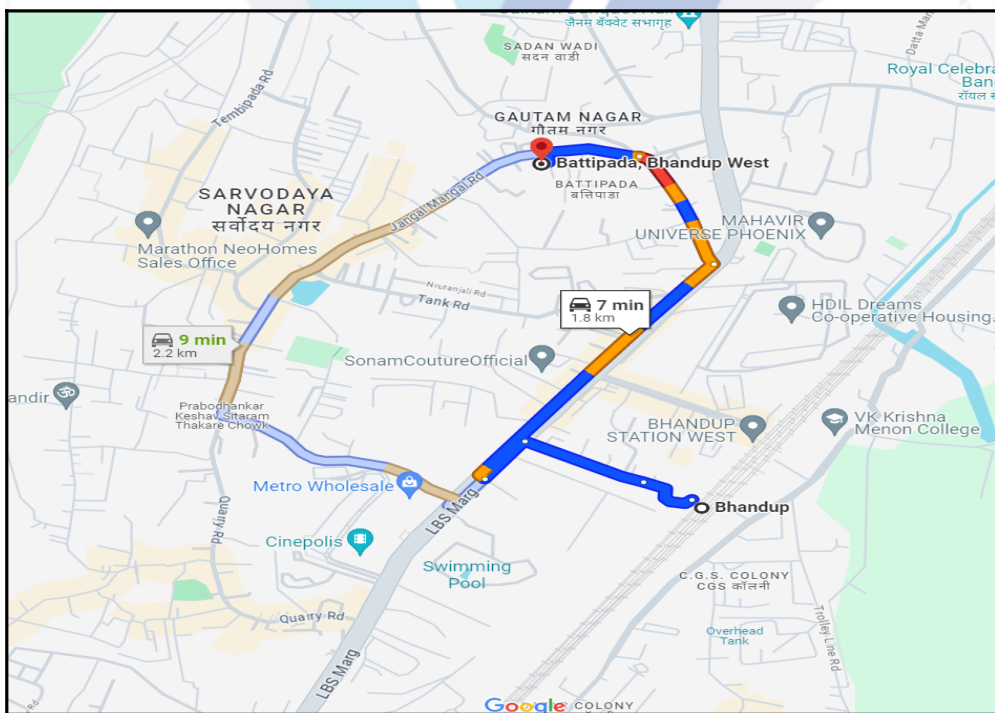 जैनम बॅक्वेट सभागृह
Datta Mar
SADAN WADI
सदन वाडी
Royal Celebra
Ban
रॉयल से
Tembipada Rd
GAUTAM NAGAR
गौतम नगर
Battipada, Bhandup West
BATTIPADA
बत्तिपाडा
SARVODAYA
NAGAR
सर्वोदय नगर
Jangal Mangal Rd
MAHAVIR
UNIVERSE PHOENIX
Marathon NeoHomes
Sales Office
Nrutanjali Rd
Tank Rd
7 min
1.8 km
HDIL Dreams
Co-operative Housing
9 min
2.2 km
SonamCoutureOfficial
andir
Prabodhankar
Keshav Sitaram
Thakare Chowk
BHANDUP
STATION WEST
VK Krishna
Menon College
Metro Wholesale
LBS Marg
Bhandup
Quarry Rd
Cinepolis
Swimming
Pool
C.G.S. COLONY
CGS कॉलनी
Quarry Rd
Trolley Line Rd
Overhead
Tank
LBS Marg
Rd
Google
COLONY